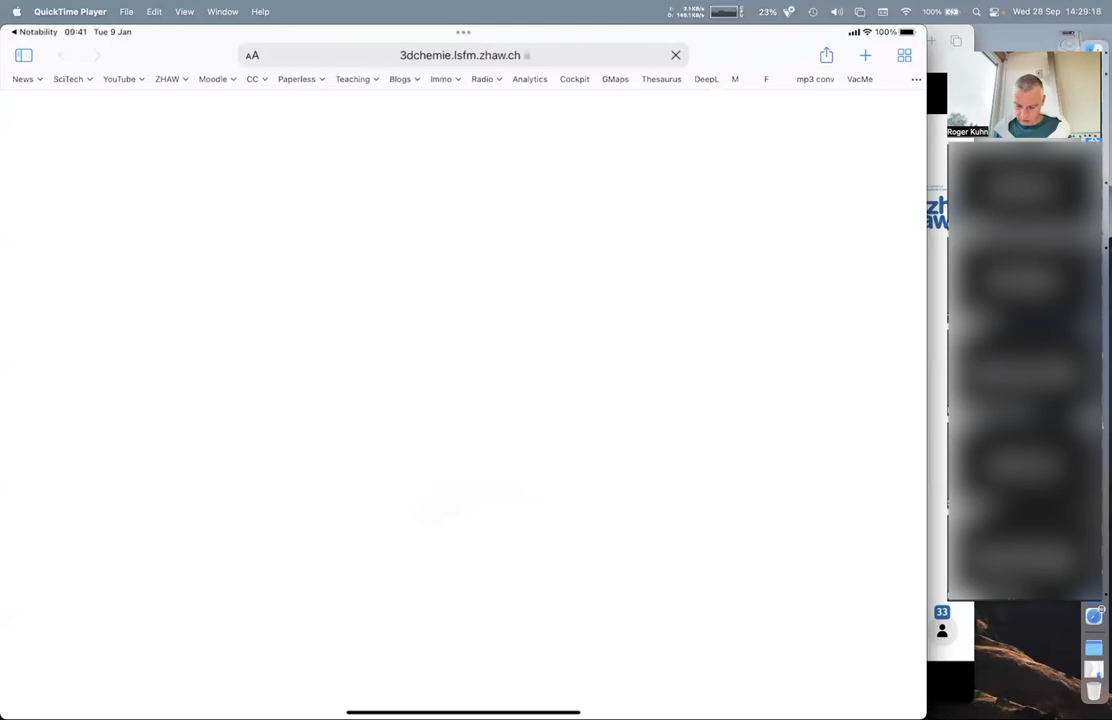 QuickTime Player File Edit View Window Help 23% 100% Wed 28 Sep 14:29:18
Notability 09:41 Tue 9 Jan 100%
AA 3dchemie.lsfm.zhaw.ch
News SciTech YouTube ZHAW Moodle CC Paperless Teaching Blogs Immo Radio Analytics Cockpit GMaps Thesaurus DeepL M F mp3 conv VacMe
Roger Kuhn
zh
aw
33